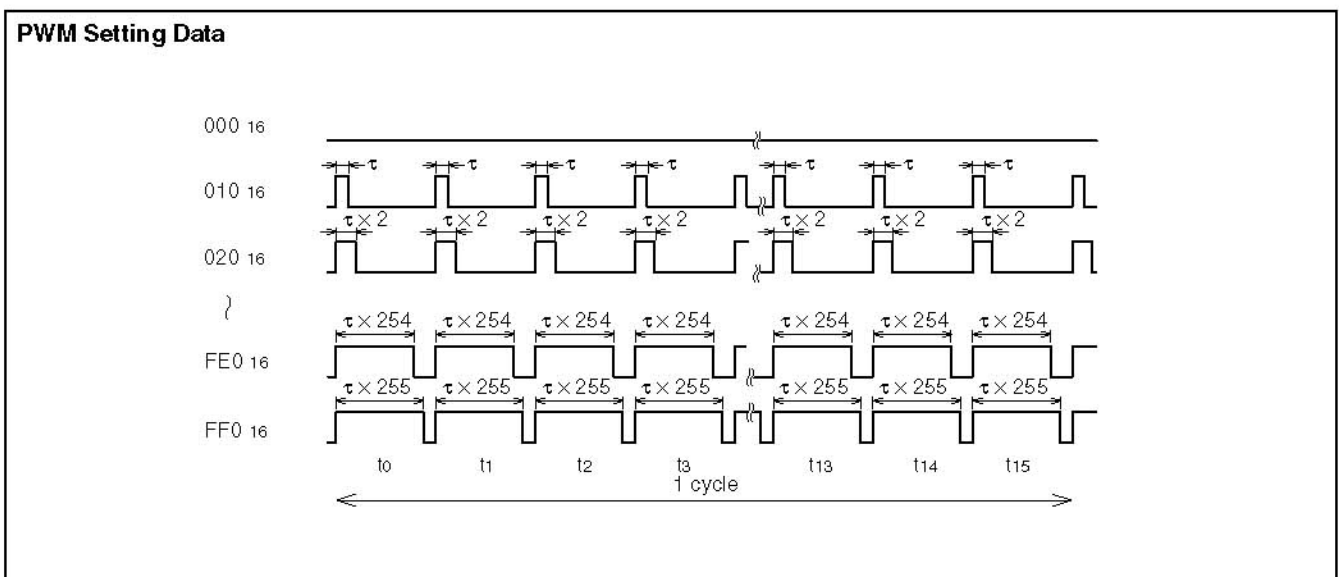 PWM Setting Data
000 16
τ τ τ τ τ τ τ
010 16
τ × 2 τ × 2 τ × 2 τ × 2 τ × 2 τ × 2 τ × 2
020 16
τ × 254 τ × 254 τ × 254 τ × 254 τ × 254 τ × 254 τ × 254
FE0 16
τ × 255 τ × 255 τ × 255 τ × 255 τ × 255 τ × 255 τ × 255
FF0 16
t0 t1 t2 t3 t13 t14 t15
1 cycle